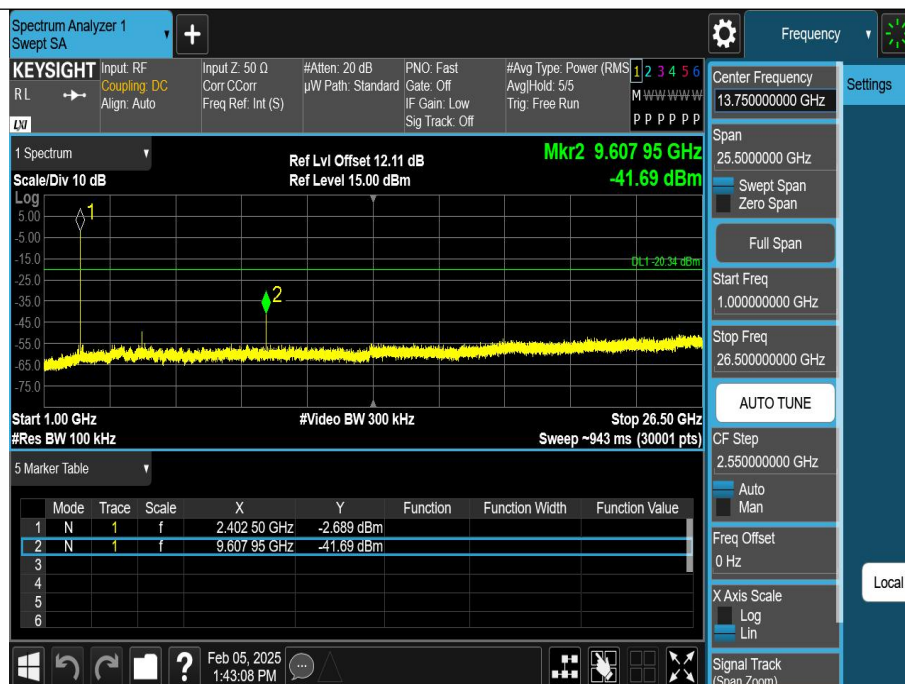 Spectrum Analyzer 1
Swept SA
Frequency
KEYSIGHT
RL
LXI
Input: RF
Coupling: DC
Align: Auto
Input Z: 50 Ω
Corr CCorr
Freq Ref: Int (S)
#Atten: 20 dB
µW Path: Standard
PNO: Fast
Gate: Off
IF Gain: Low
Sig Track: Off
#Avg Type: Power (RMS
Avg|Hold: 5/5
Trig: Free Run
1 2 3 4 5 6
M W W W W W
P P P P P P
1 Spectrum
Scale/Div 10 dB
Ref Lvl Offset 12.11 dB
Ref Level 15.00 dBm
Mkr2 9.607 95 GHz
-41.69 dBm
Log
5.00
-5.00
-15.0
-25.0
-35.0
-45.0
-55.0
-65.0
-75.0
1
2
DL1 -20.34 dBm
Start 1.00 GHz
#Video BW 300 kHz
Stop 26.50 GHz
#Res BW 100 kHz
Sweep ~943 ms (30001 pts)
5 Marker Table
Mode Trace Scale X Y Function Function Width Function Value
1 N 1 f 2.402 50 GHz -2.689 dBm
2 N 1 f 9.607 95 GHz -41.69 dBm
3
4
5
6
Feb 05, 2025
1:43:08 PM
Center Frequency
13.750000000 GHz
Span
25.5000000 GHz
Swept Span
Zero Span
Full Span
Start Freq
1.000000000 GHz
Stop Freq
26.500000000 GHz
AUTO TUNE
CF Step
2.550000000 GHz
Auto
Man
Freq Offset
0 Hz
X Axis Scale
Log
Lin
Signal Track
(Span Zoom)
Settings
Local